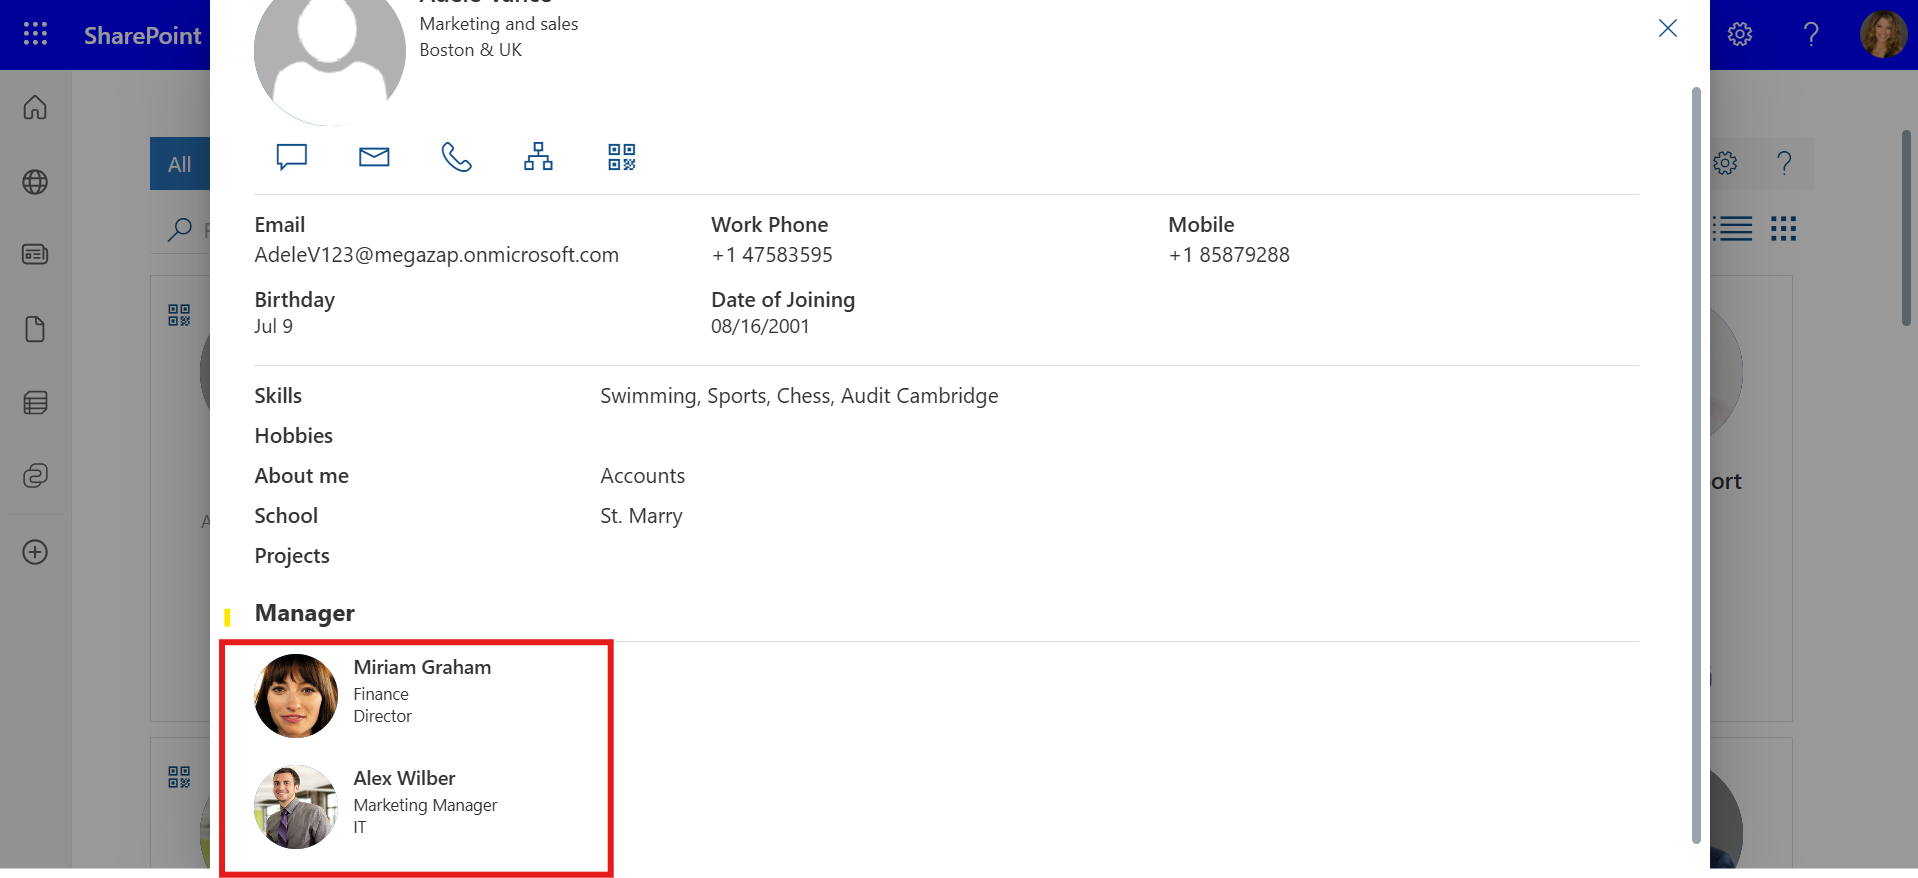 SharePoint
Adele Vance
Marketing and sales
Boston & UK
?
All
?
Email
AdeleV123@megazap.onmicrosoft.com
Work Phone
+1 47583595
Mobile
+1 85879288
Birthday
Jul 9
Date of Joining
08/16/2001
Skills
Swimming, Sports, Chess, Audit Cambridge
Hobbies
About me
Accounts
ort
School
St. Marry
A
Projects
Manager
Miriam Graham
Finance
Director
Alex Wilber
Marketing Manager
IT